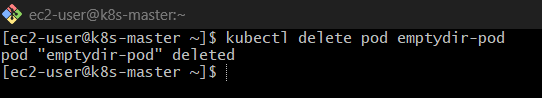 ec2-user@k8s-master:~
[ec2-user@k8s-master ~]$ kubectl delete pod emptydir-pod
pod "emptydir-pod" deleted
[ec2-user@k8s-master ~]$